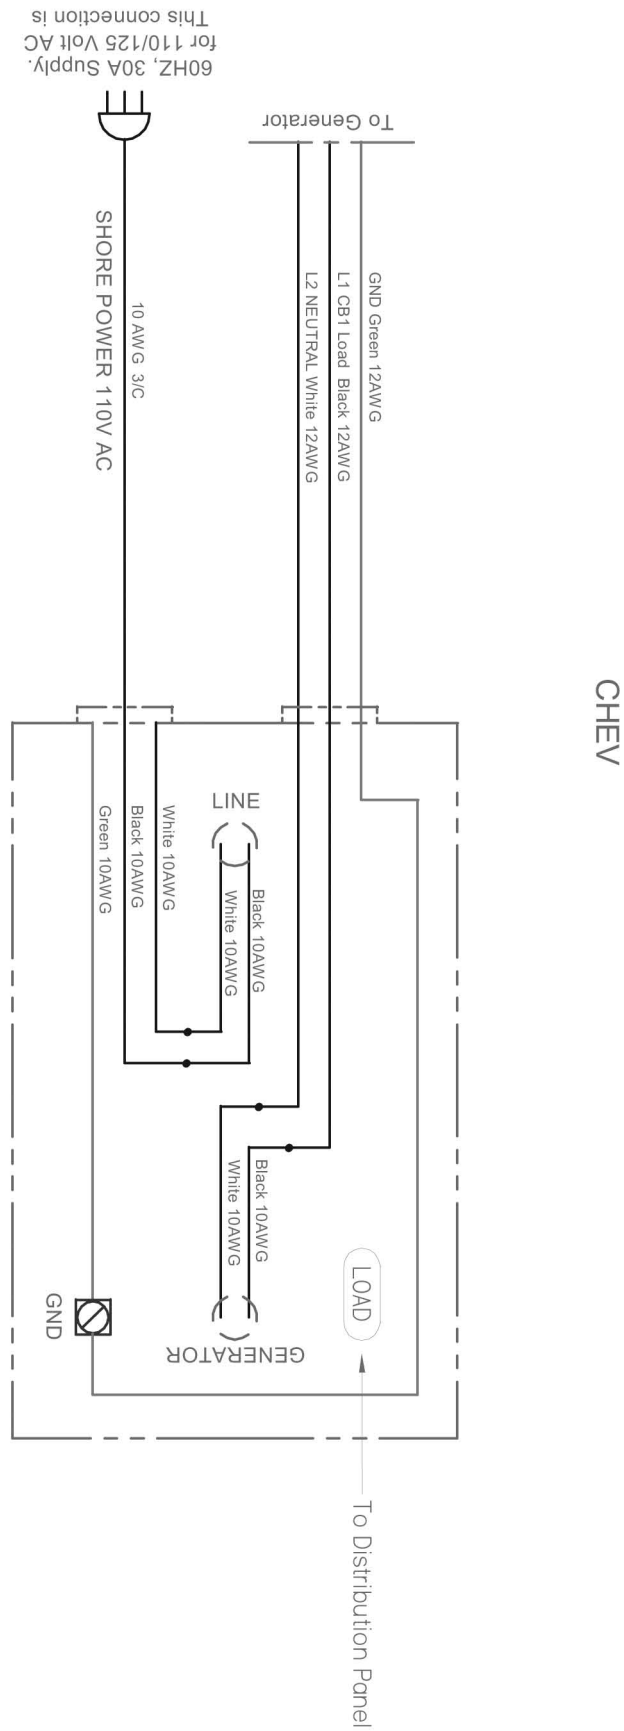 This connection is
for 110/125 Volt AC
60HZ, 30A Supply.
To Generator
SHORE POWER 110V AC
10 AWG 3/C
L2 NEUTRAL White 12AWG
L1 CB1 Load Black 12AWG
GND Green 12AWG
CHEV
LINE
Green 10AWG
Black 10AWG
White 10AWG
White 10AWG
Black 10AWG
White 10AWG
Black 10AWG
LOAD
GND
GENERATOR
To Distribution Panel